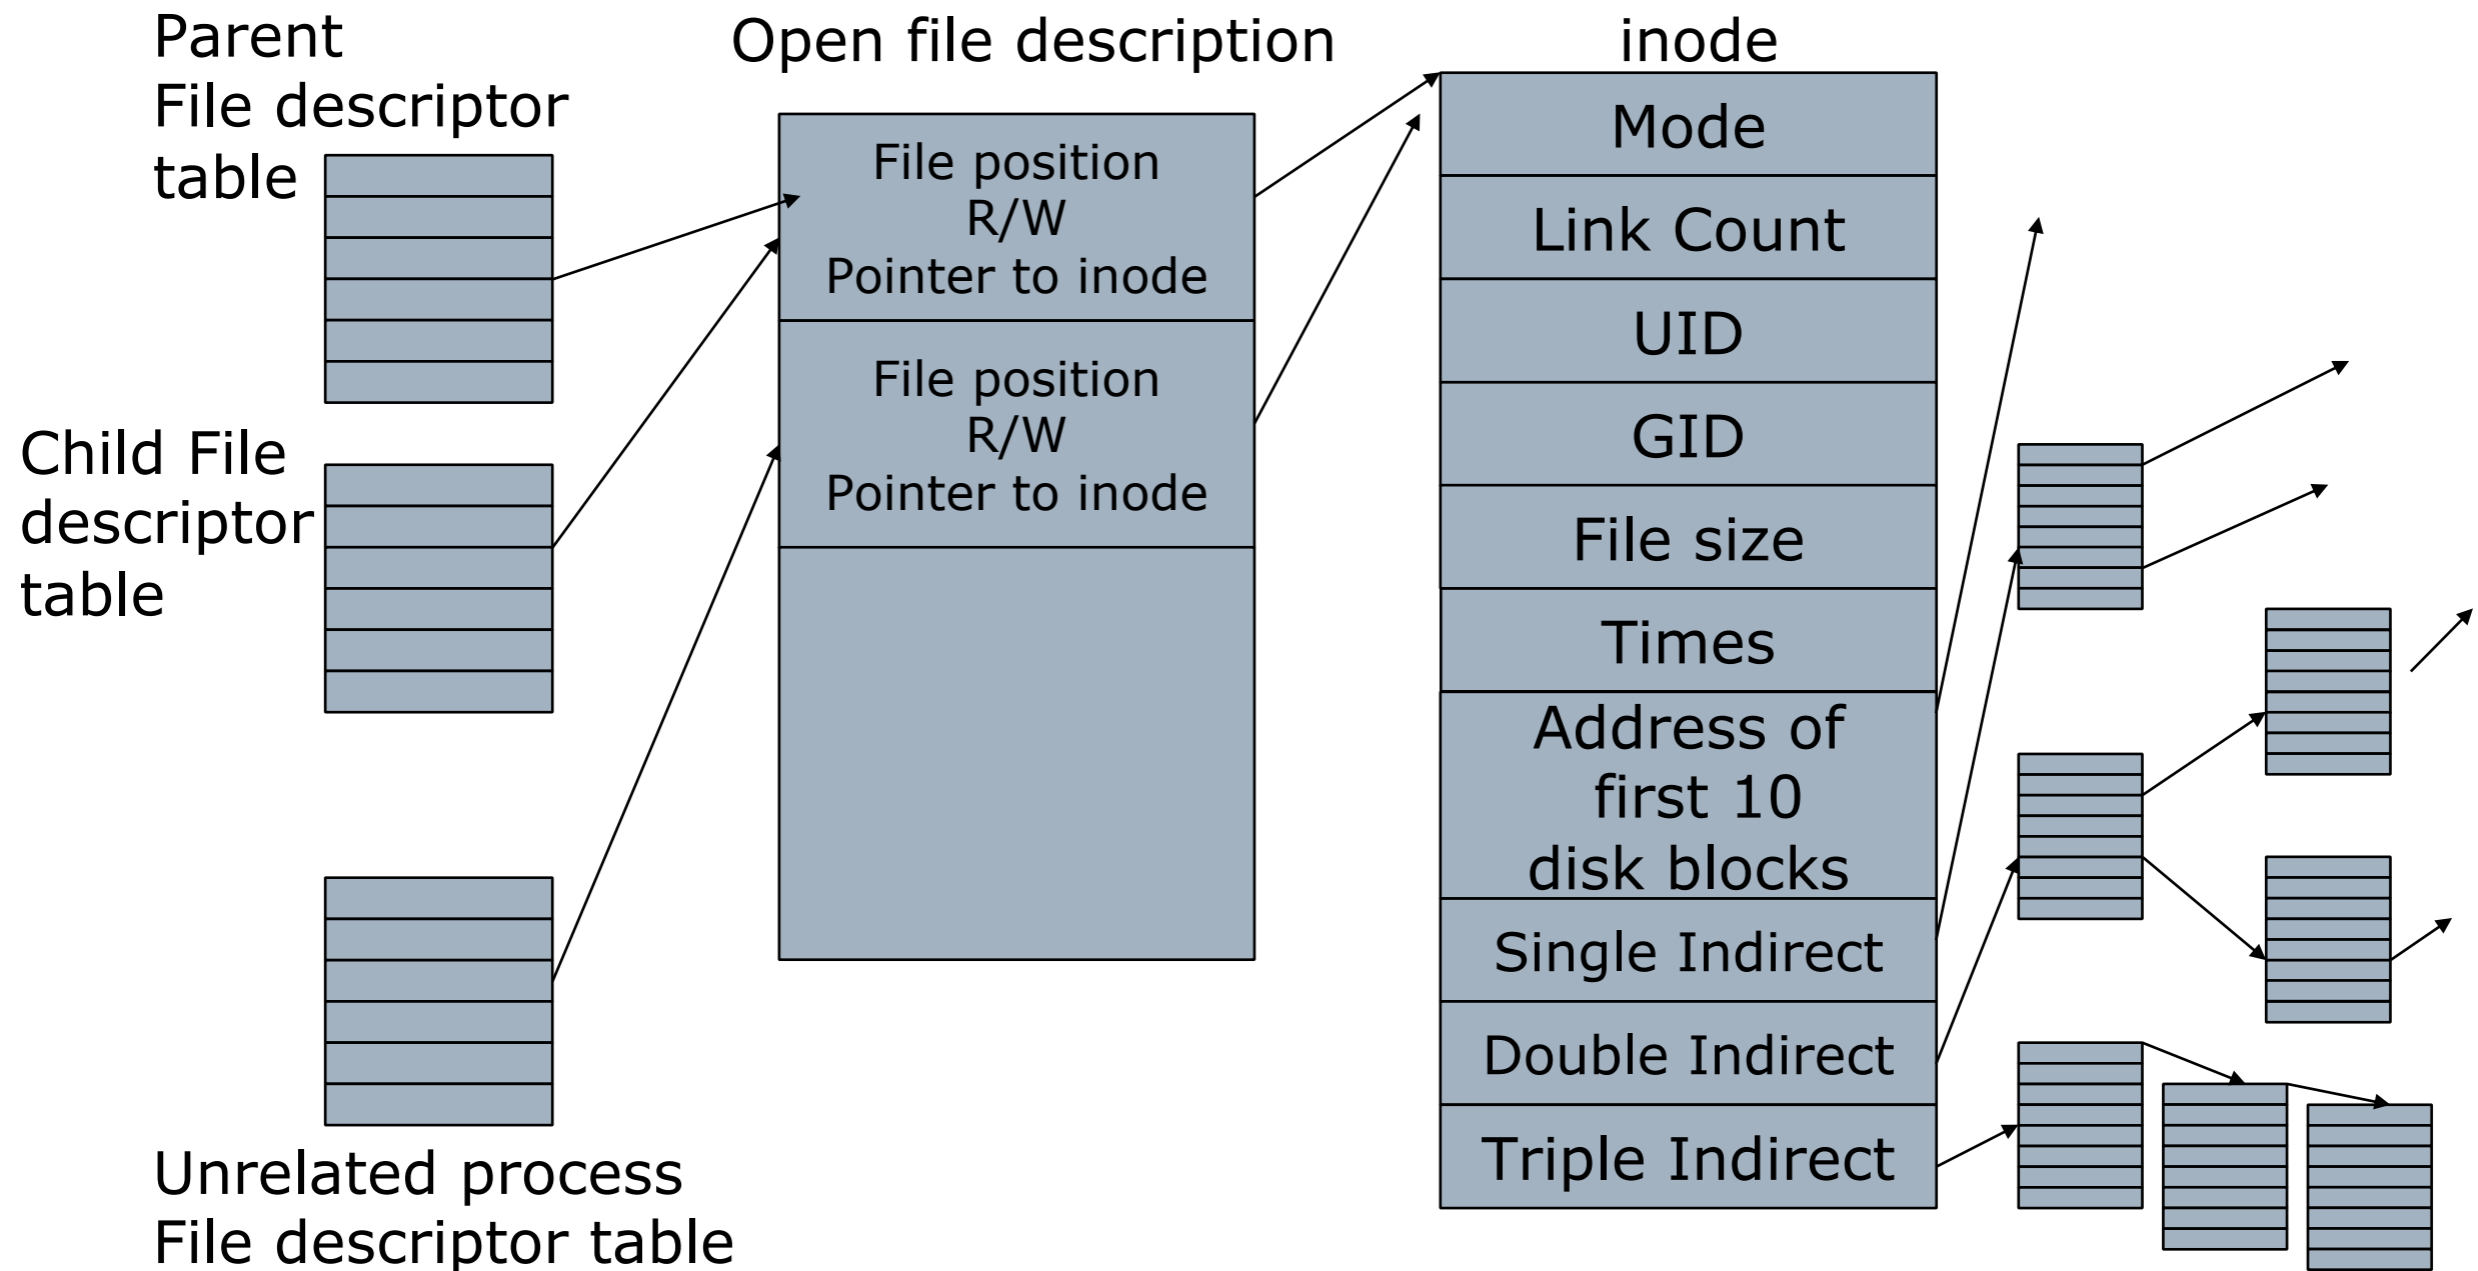 Parent
File descriptor
table
Child File
descriptor
table
Unrelated process
File descriptor table
Open file description
File position
R/W
Pointer to inode
File position
R/W
Pointer to inode
inode
Mode
Link Count
UID
GID
File size
Times
Address of
first 10
disk blocks
Single Indirect
Double Indirect
Triple Indirect